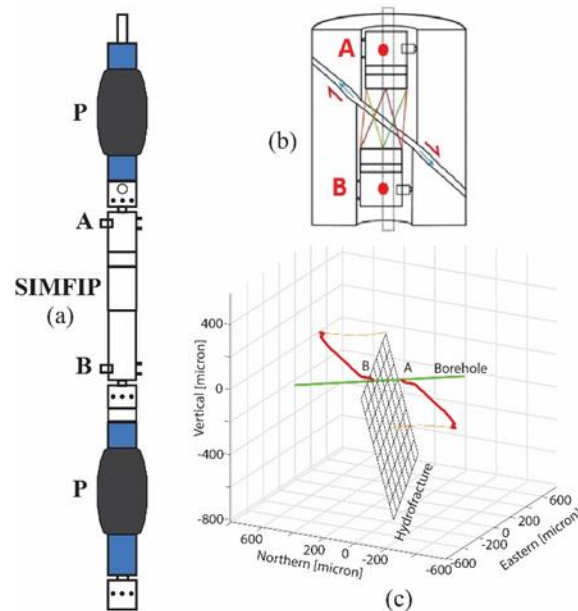 (a)
P
A
SIMFIP
B
P
A
(b)
B
400
0
-400
-800
Vertical [micron]
B
A
Borehole
Hydrofracture
600
200
0
-200
-600
Northern [micron]
-600
-200
0
200
600
Eastern [micron]
(c)